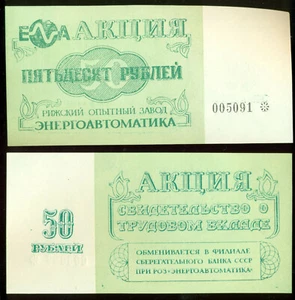 ЕА АКЦИЯ
ПЯТЬДЕСЯТ РУБЛЕЙ
50
РИЖСКИЙ ОПЫТНЫЙ ЗАВОД
ЭНЕРГОАВТОМАТИКА
005091 *
АКЦИЯ
СВИДЕТЕЛЬСТВО О
ТРУДОВОМ ВКЛАДЕ
50
РУБЛЕЙ
ОБМЕНИВАЕТСЯ В ФИЛИАЛЕ
СБЕРЕГАТЕЛЬНОГО БАНКА СССР
ПРИ РОЗ «ЭНЕРГОАВТОМАТИКА»